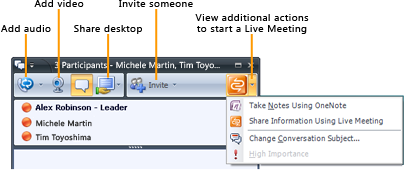 Add video
Invite someone
View additional actions
to start a Live Meeting
Add audio
Share desktop
3 Participants - Michele Martin, Tim Toyo...
Invite
Alex Robinson - Leader
Michele Martin
Tim Toyoshima
Take Notes Using OneNote
Share Information Using Live Meeting
Change Conversation Subject...
High Importance